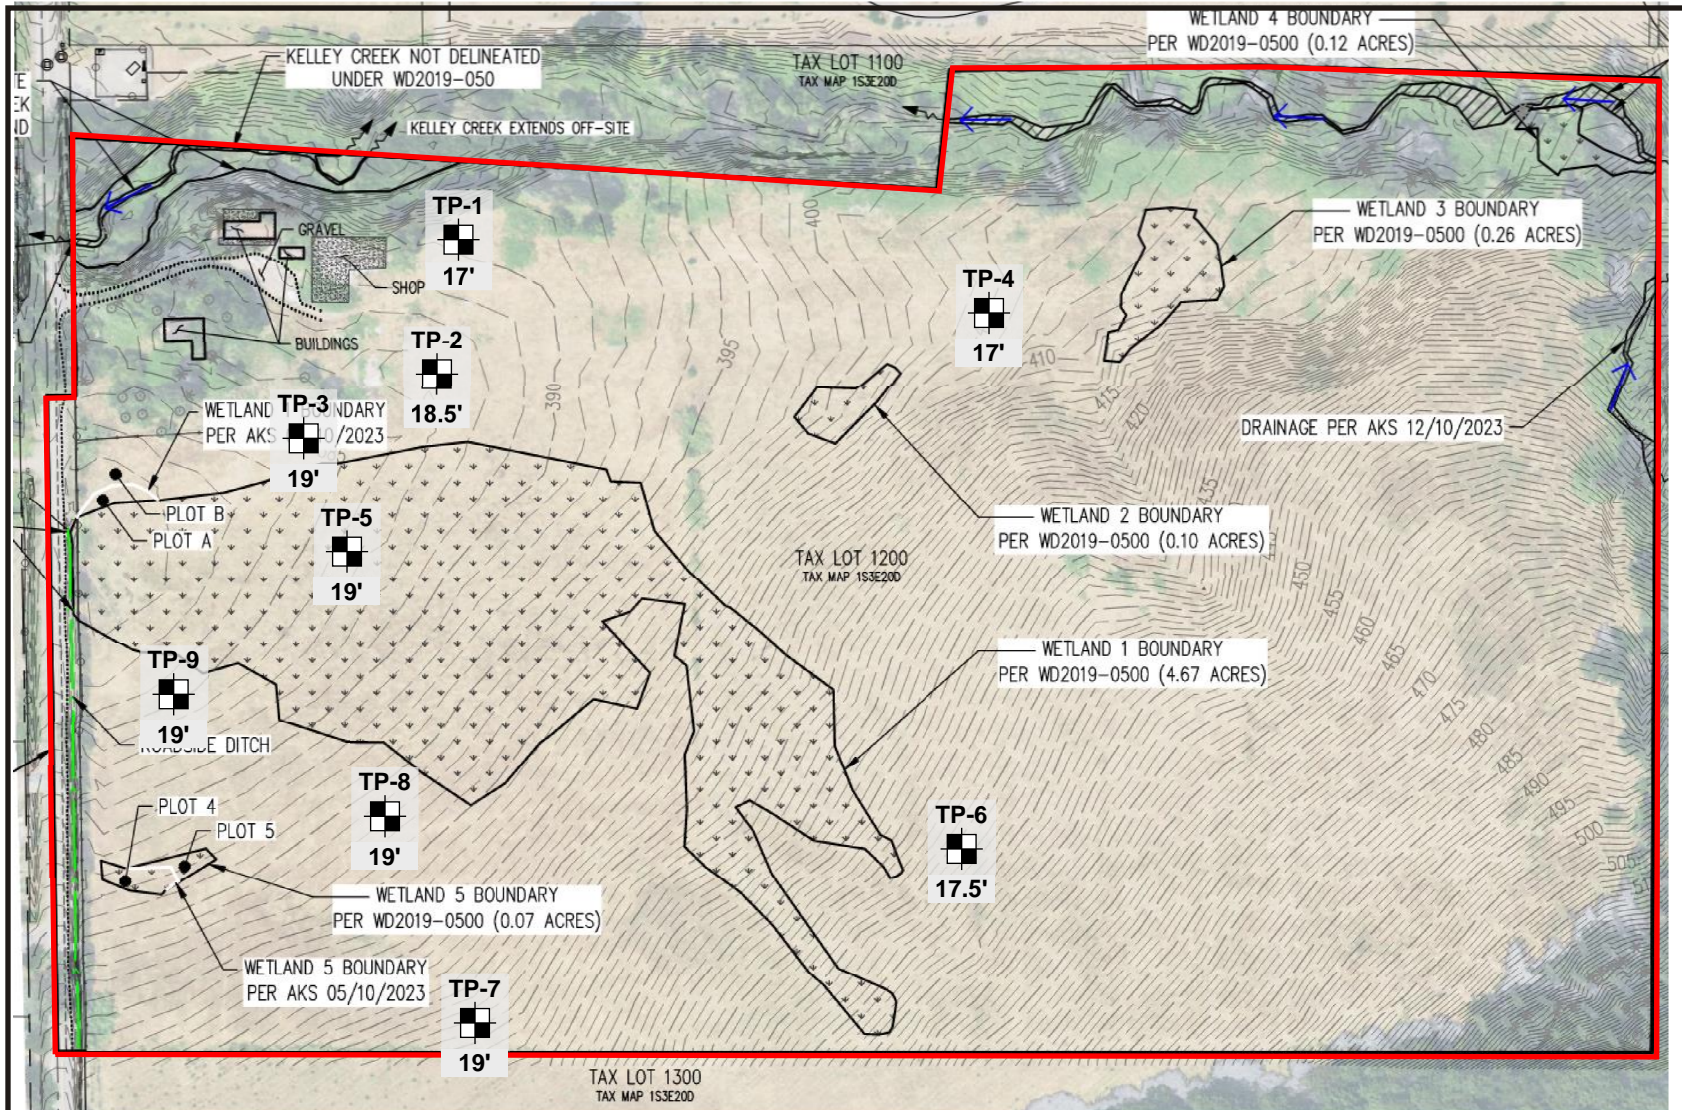 WETLAND 4 BOUNDARY
PER WD2019-0500 (0.12 ACRES)
KELLEY CREEK NOT DELINEATED
UNDER WD2019-050
TAX LOT 1100
TAX MAP 1S3E20D
KELLEY CREEK EXTENDS OFF-SITE
TP-1
17'
GRAVEL
SHOP
BUILDINGS
400
WETLAND 3 BOUNDARY
PER WD2019-0500 (0.26 ACRES)
TP-4
17'
TP-2
18.5'
395
390
410
415
420
TP-3
19'
WETLAND 1 BOUNDARY
PER AKS 0/2023
DRAINAGE PER AKS 12/10/2023
435
PLOT B
PLOT A
TP-5
19'
WETLAND 2 BOUNDARY
PER WD2019-0500 (0.10 ACRES)
TAX LOT 1200
TAX MAP 1S3E20D
450
455
460
465
470
475
480
485
490
495
500
505
WETLAND 1 BOUNDARY
PER WD2019-0500 (4.67 ACRES)
TP-9
19'
ROADSIDE DITCH
TP-8
19'
PLOT 4
PLOT 5
TP-6
17.5'
WETLAND 5 BOUNDARY
PER WD2019-0500 (0.07 ACRES)
WETLAND 5 BOUNDARY
PER AKS 05/10/2023
TP-7
19'
TAX LOT 1300
TAX MAP 1S3E20D